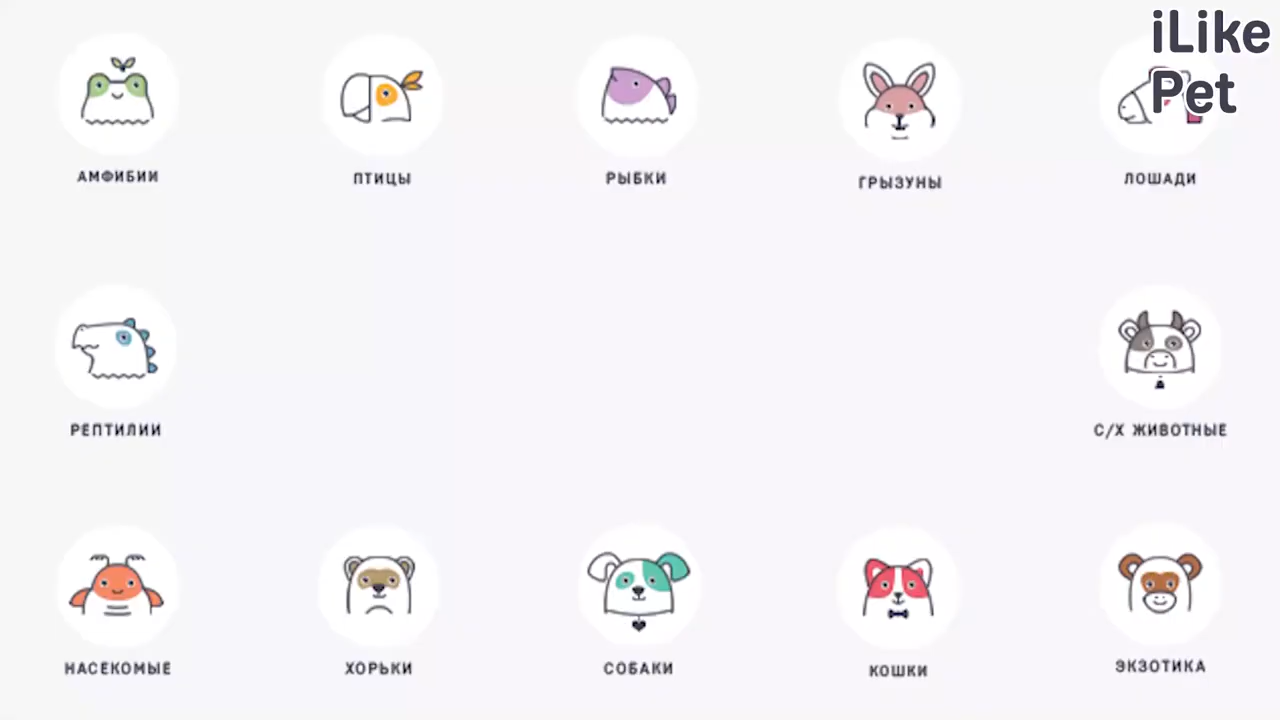 iLike
Pet
АМФИБИИ
ПТИЦЫ
РЫБКИ
ГРЫЗУНЫ
ЛОШАДИ
РЕПТИЛИИ
С/Х ЖИВОТНЫЕ
НАСЕКОМЫЕ
ХОРЬКИ
СОБАКИ
КОШКИ
ЭКЗОТИКА